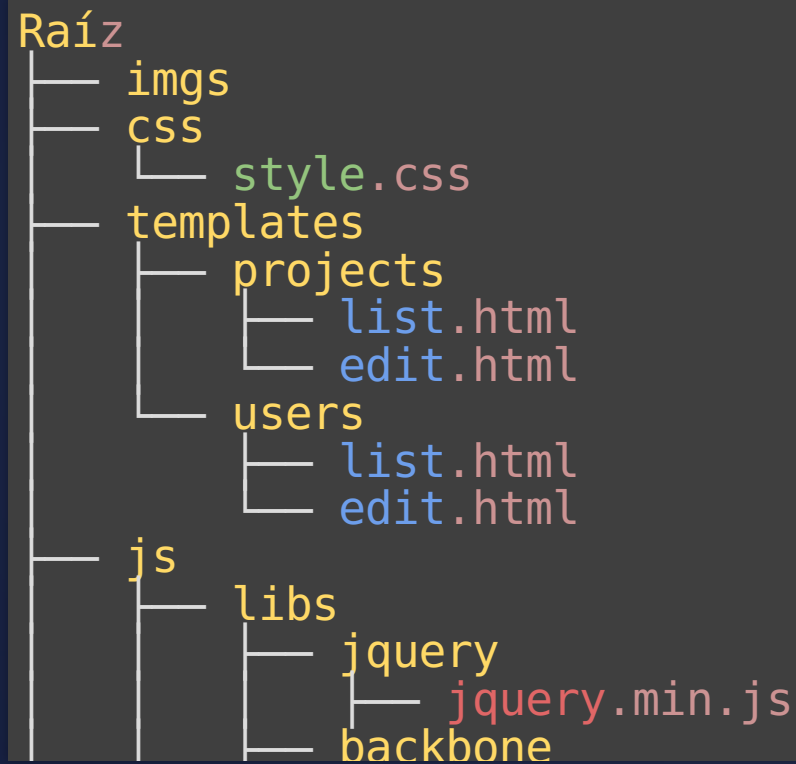 Raíz
imgs
css
style.css
templates
projects
list.html
edit.html
users
list.html
edit.html
js
libs
jquery
jquery.min.js
backbone